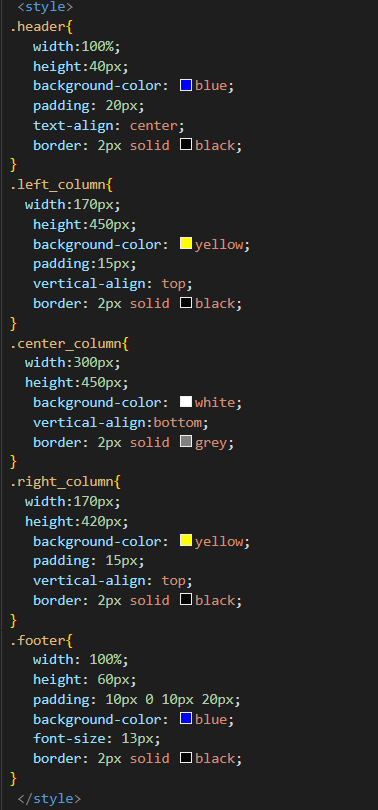 <style>
.header{
width:100%;
height:40px;
background-color: blue;
padding: 20px;
text-align: center;
border: 2px solid black;
}
.left_column{
width:170px;
height:450px;
background-color: yellow;
padding:15px;
vertical-align: top;
border: 2px solid black;
}
.center_column{
width:300px;
height:450px;
background-color: white;
vertical-align:bottom;
border: 2px solid grey;
}
.right_column{
width:170px;
height:420px;
background-color: yellow;
padding: 15px;
vertical-align: top;
border: 2px solid black;
}
.footer{
width: 100%;
height: 60px;
padding: 10px 0 10px 20px;
background-color: blue;
font-size: 13px;
border: 2px solid black;
}
</style>